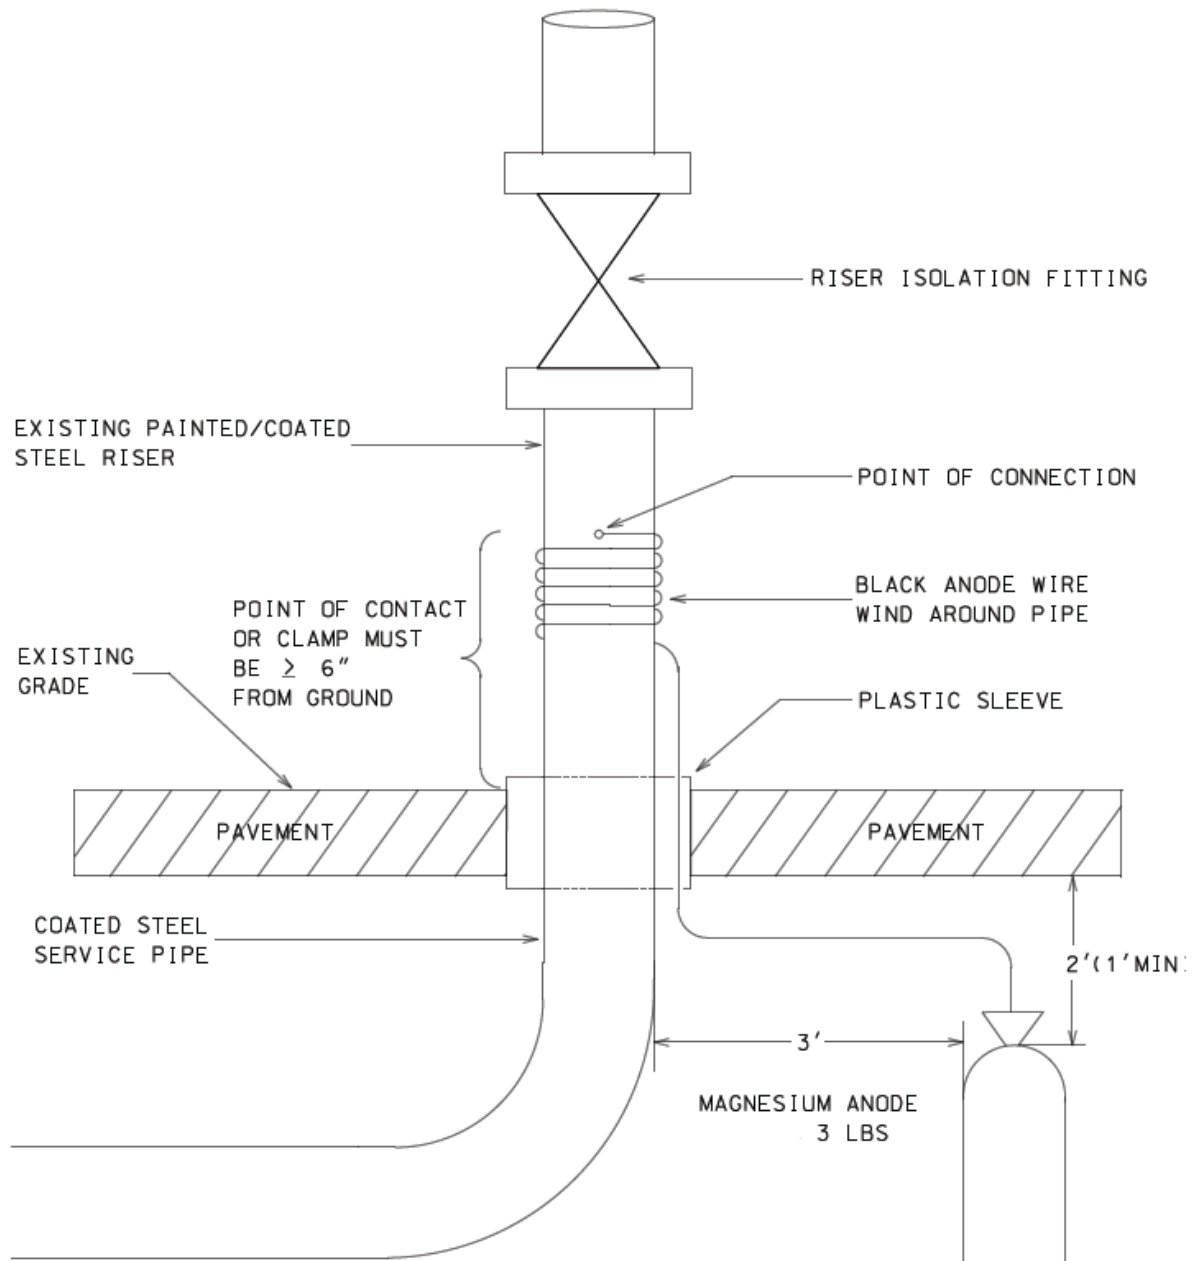 RISER ISOLATION FITTING
EXISTING PAINTED/COATED
STEEL RISER
POINT OF CONNECTION
BLACK ANODE WIRE
WIND AROUND PIPE
POINT OF CONTACT
OR CLAMP MUST
BE ≥ 6"
FROM GROUND
EXISTING
GRADE
PLASTIC SLEEVE
PAVEMENT
PAVEMENT
COATED STEEL
SERVICE PIPE
2'(1'MIN)
3'
MAGNESIUM ANODE
3 LBS